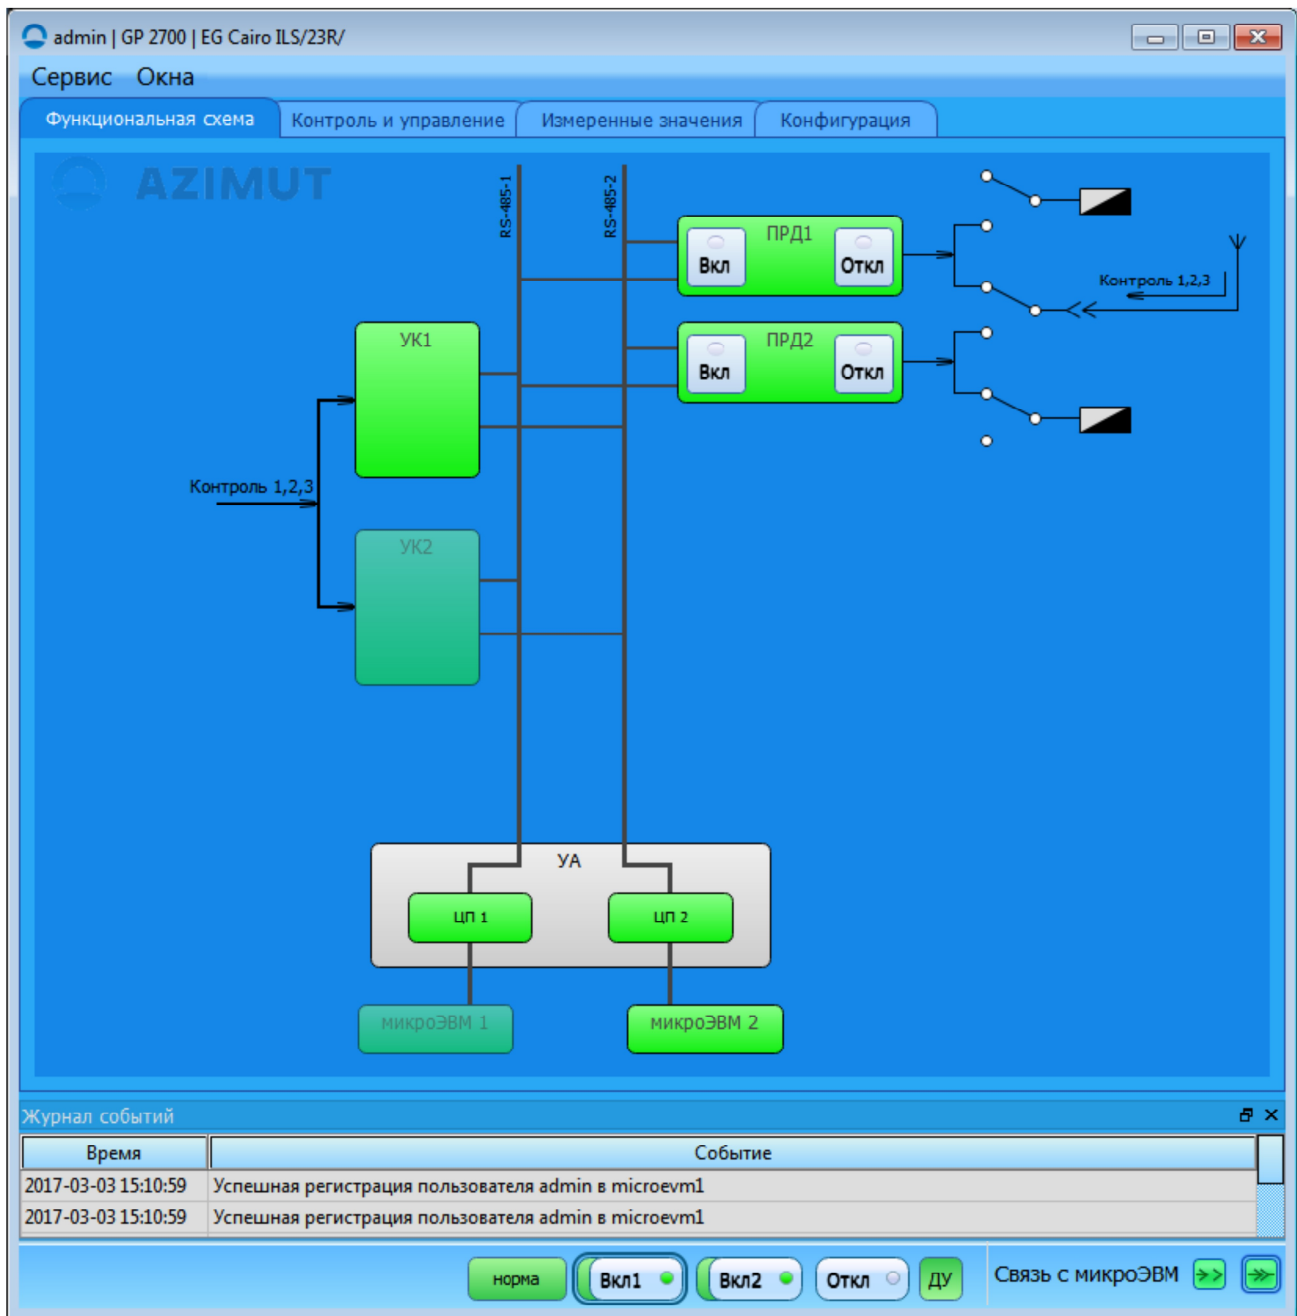 admin | GP 2700 | EG Cairo ILS/23R/
Сервис Окна
Функциональная схема Контроль и управление Измеренные значения Конфигурация
AZIMUT
RS-485-1
RS-485-2
ПРД1
Вкл Откл
Контроль 1,2,3
УК1
ПРД2
Вкл Откл
Контроль 1,2,3
УК2
УА
ЦП 1 ЦП 2
микроЭВМ 1 микроЭВМ 2
Журнал событий
Время Событие
2017-03-03 15:10:59 Успешная регистрация пользователя admin в microevm1
2017-03-03 15:10:59 Успешная регистрация пользователя admin в microevm1
норма Вкл1 Вкл2 Откл ДУ Связь с микроЭВМ >>